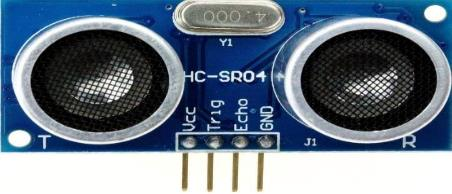 4.000
Y1
HC-SR04
Vcc
Trig
Echo
GND
T
J1
R